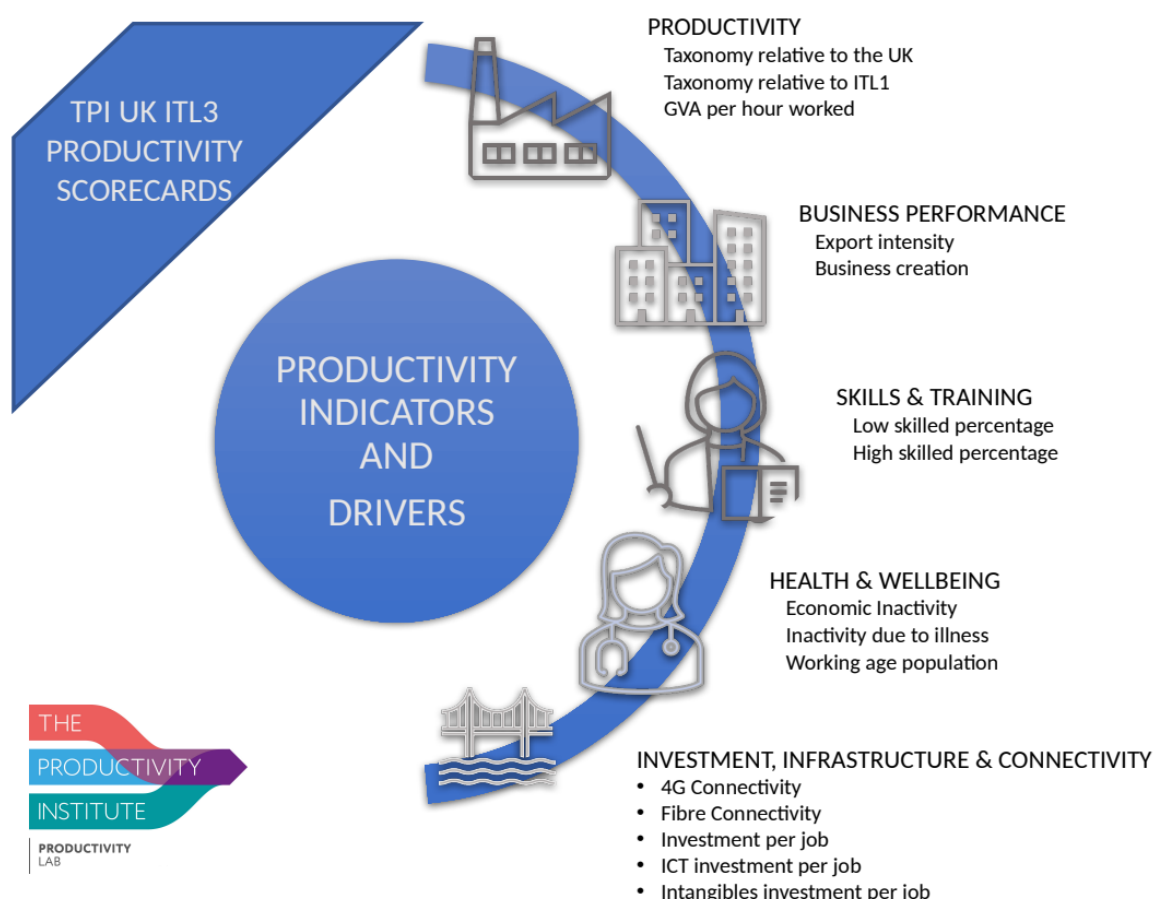 TPI UK ITL3
PRODUCTIVITY
SCORECARDS
PRODUCTIVITY
INDICATORS
AND
DRIVERS
PRODUCTIVITY
Taxonomy relative to the UK
Taxonomy relative to ITL1
GVA per hour worked
BUSINESS PERFORMANCE
Export intensity
Business creation
SKILLS & TRAINING
Low skilled percentage
High skilled percentage
HEALTH & WELLBEING
Economic Inactivity
Inactivity due to illness
Working age population
INVESTMENT, INFRASTRUCTURE & CONNECTIVITY
• 4G Connectivity
• Fibre Connectivity
• Investment per job
• ICT investment per job
• Intangibles investment per job
THE
PRODUCTIVITY
INSTITUTE
PRODUCTIVITY
LAB